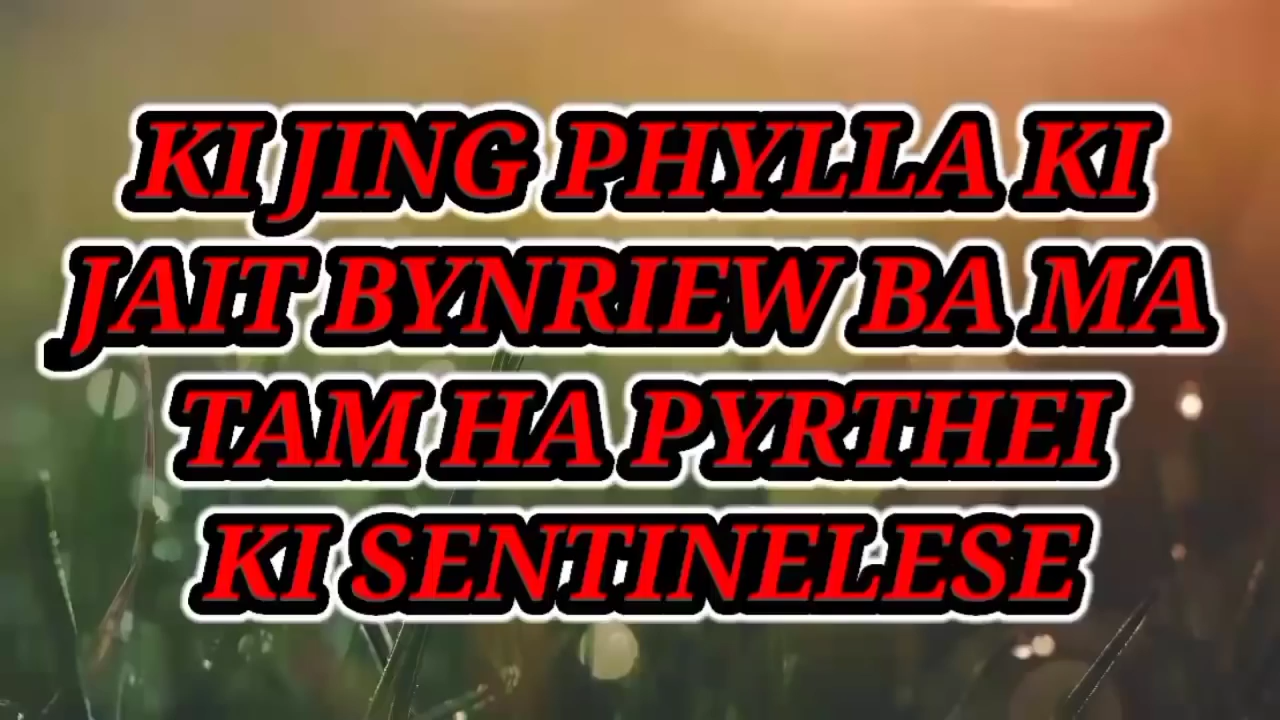 KI JING PHYLLA KI
JAIT BYNRIEW BA MA
TAM HA PYRTHEI
KI SENTINELESE